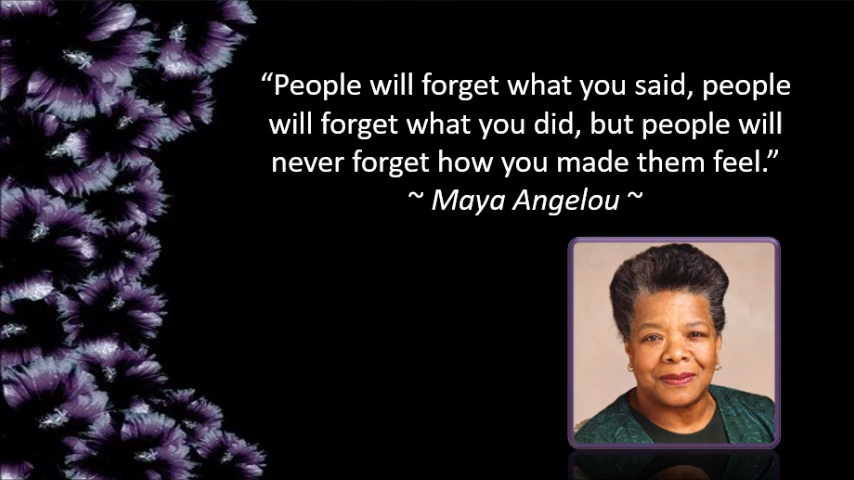 “People will forget what you said, people
will forget what you did, but people will
never forget how you made them feel.”
~ Maya Angelou ~